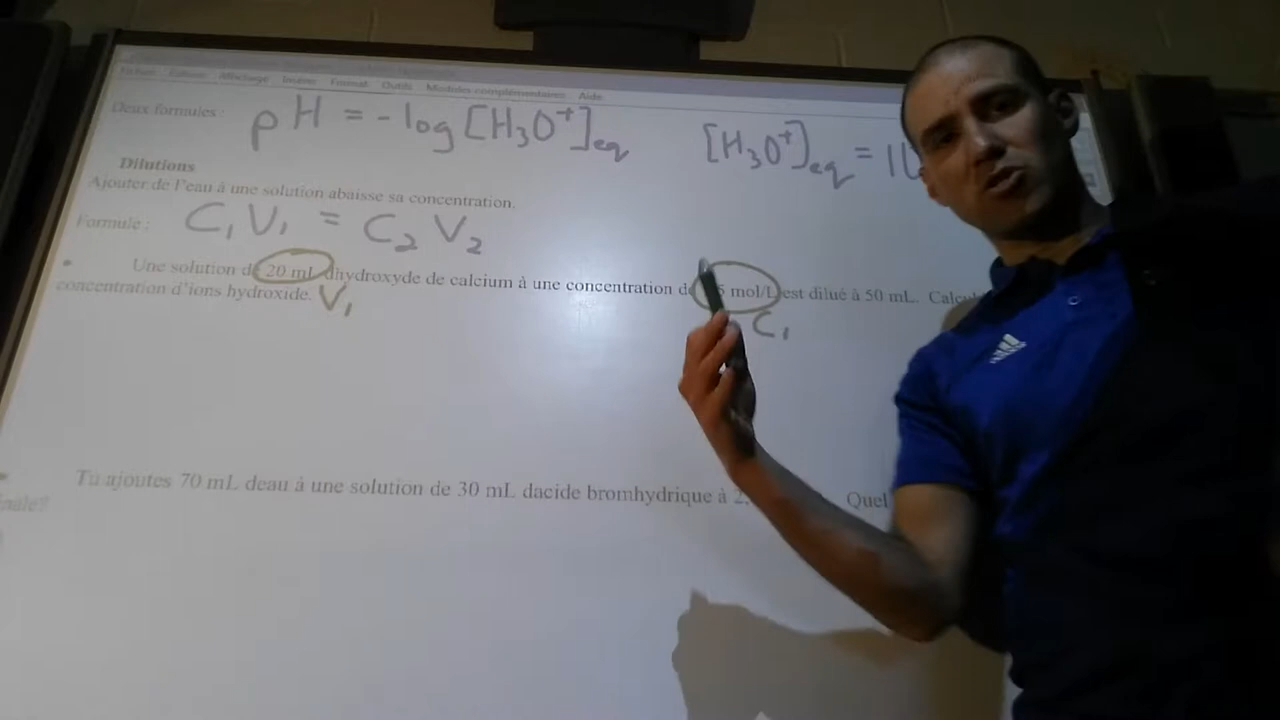 Fichier Édition Affichage Insérer Format Outils Modules complémentaires Aide
Deux formules : pH = -log[H₃O⁺]eq [H₃O⁺]eq = 1
Dilutions
Ajouter de l'eau à une solution abaisse sa concentration.
Formule : C₁V₁ = C₂V₂
Une solution de 20 mL dhydroxyde de calcium à une concentration de mol/L est dilué à 50 mL.
concentration d'ions hydroxide. V₁ C₁
Tu ajoutes 70 mL deau à une solution de 30 mL dacide bromhydrique à 2, Quel